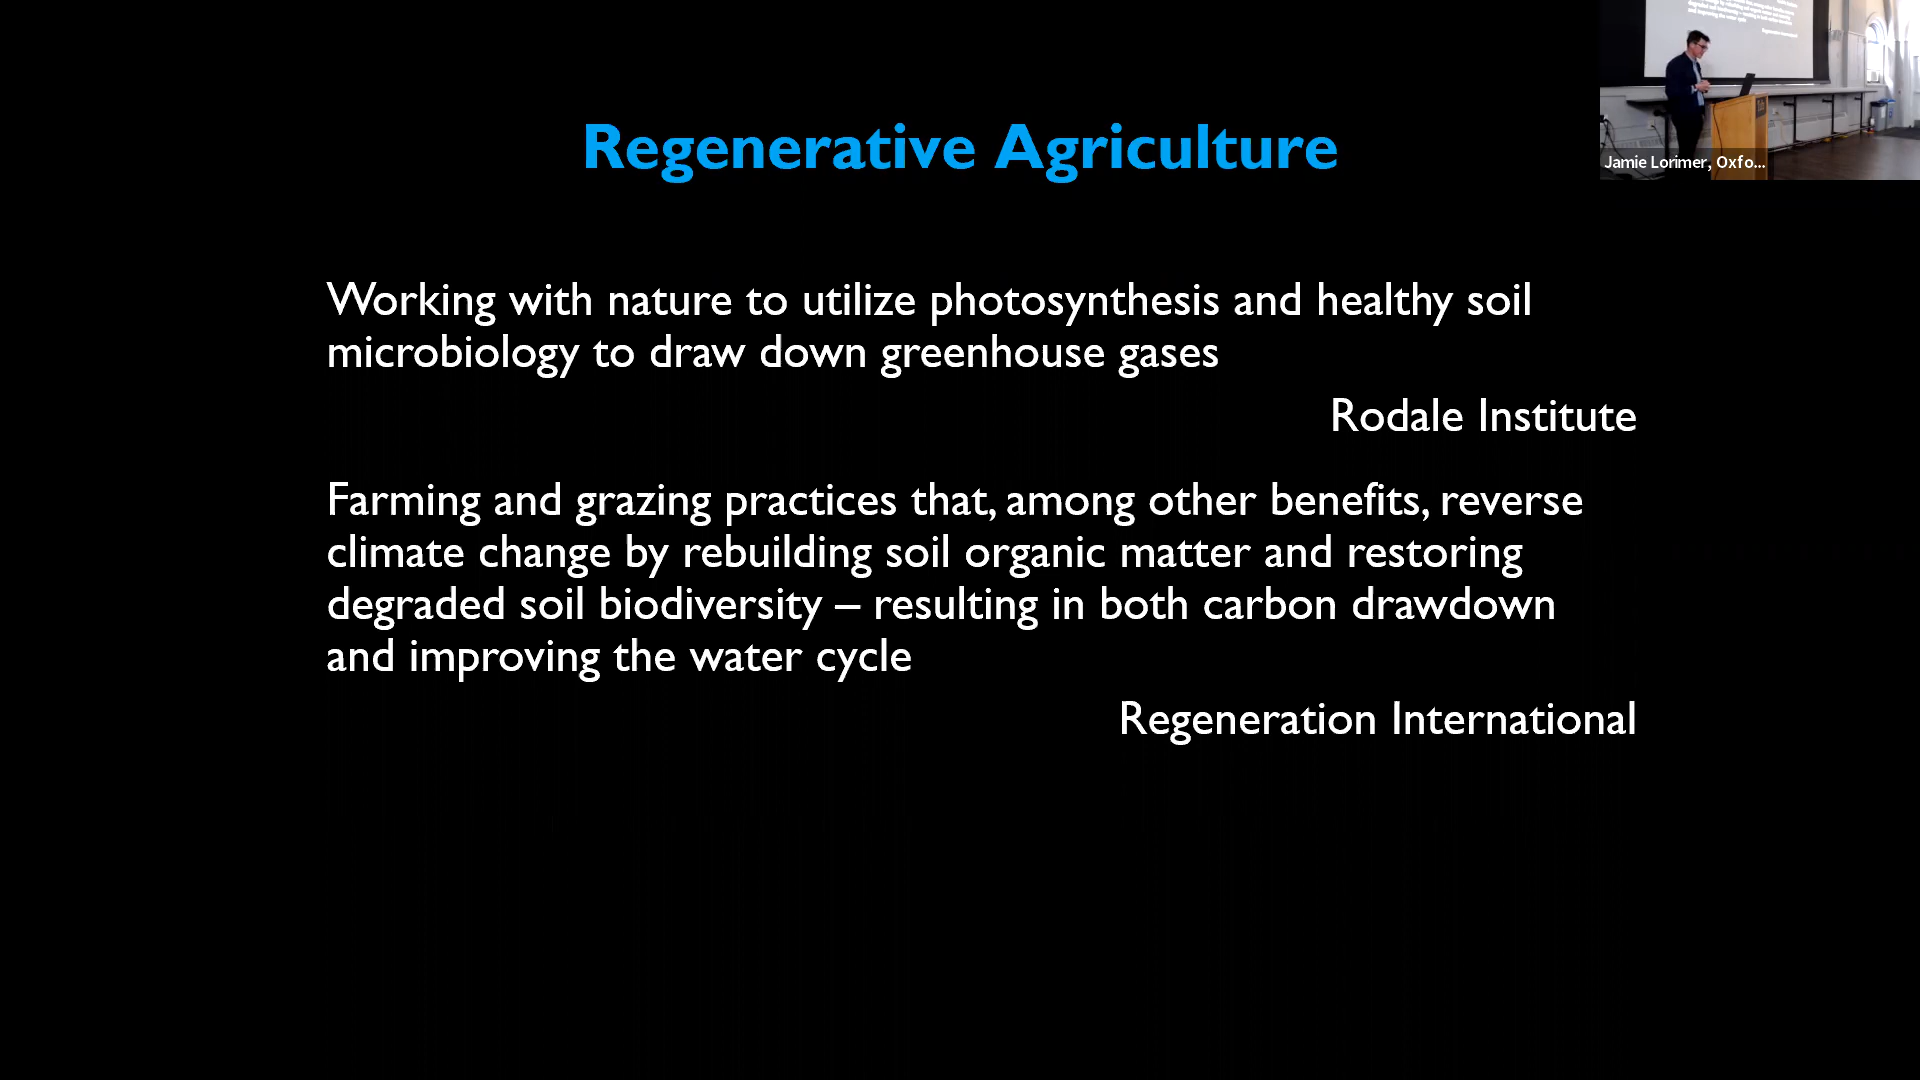 Regenerative Agriculture
Working with nature to utilize photosynthesis and healthy soil
microbiology to draw down greenhouse gases
Rodale Institute
Farming and grazing practices that, among other benefits, reverse
climate change by rebuilding soil organic matter and restoring
degraded soil biodiversity – resulting in both carbon drawdown
and improving the water cycle
Regeneration International
Jamie Lorimer, Oxfo...